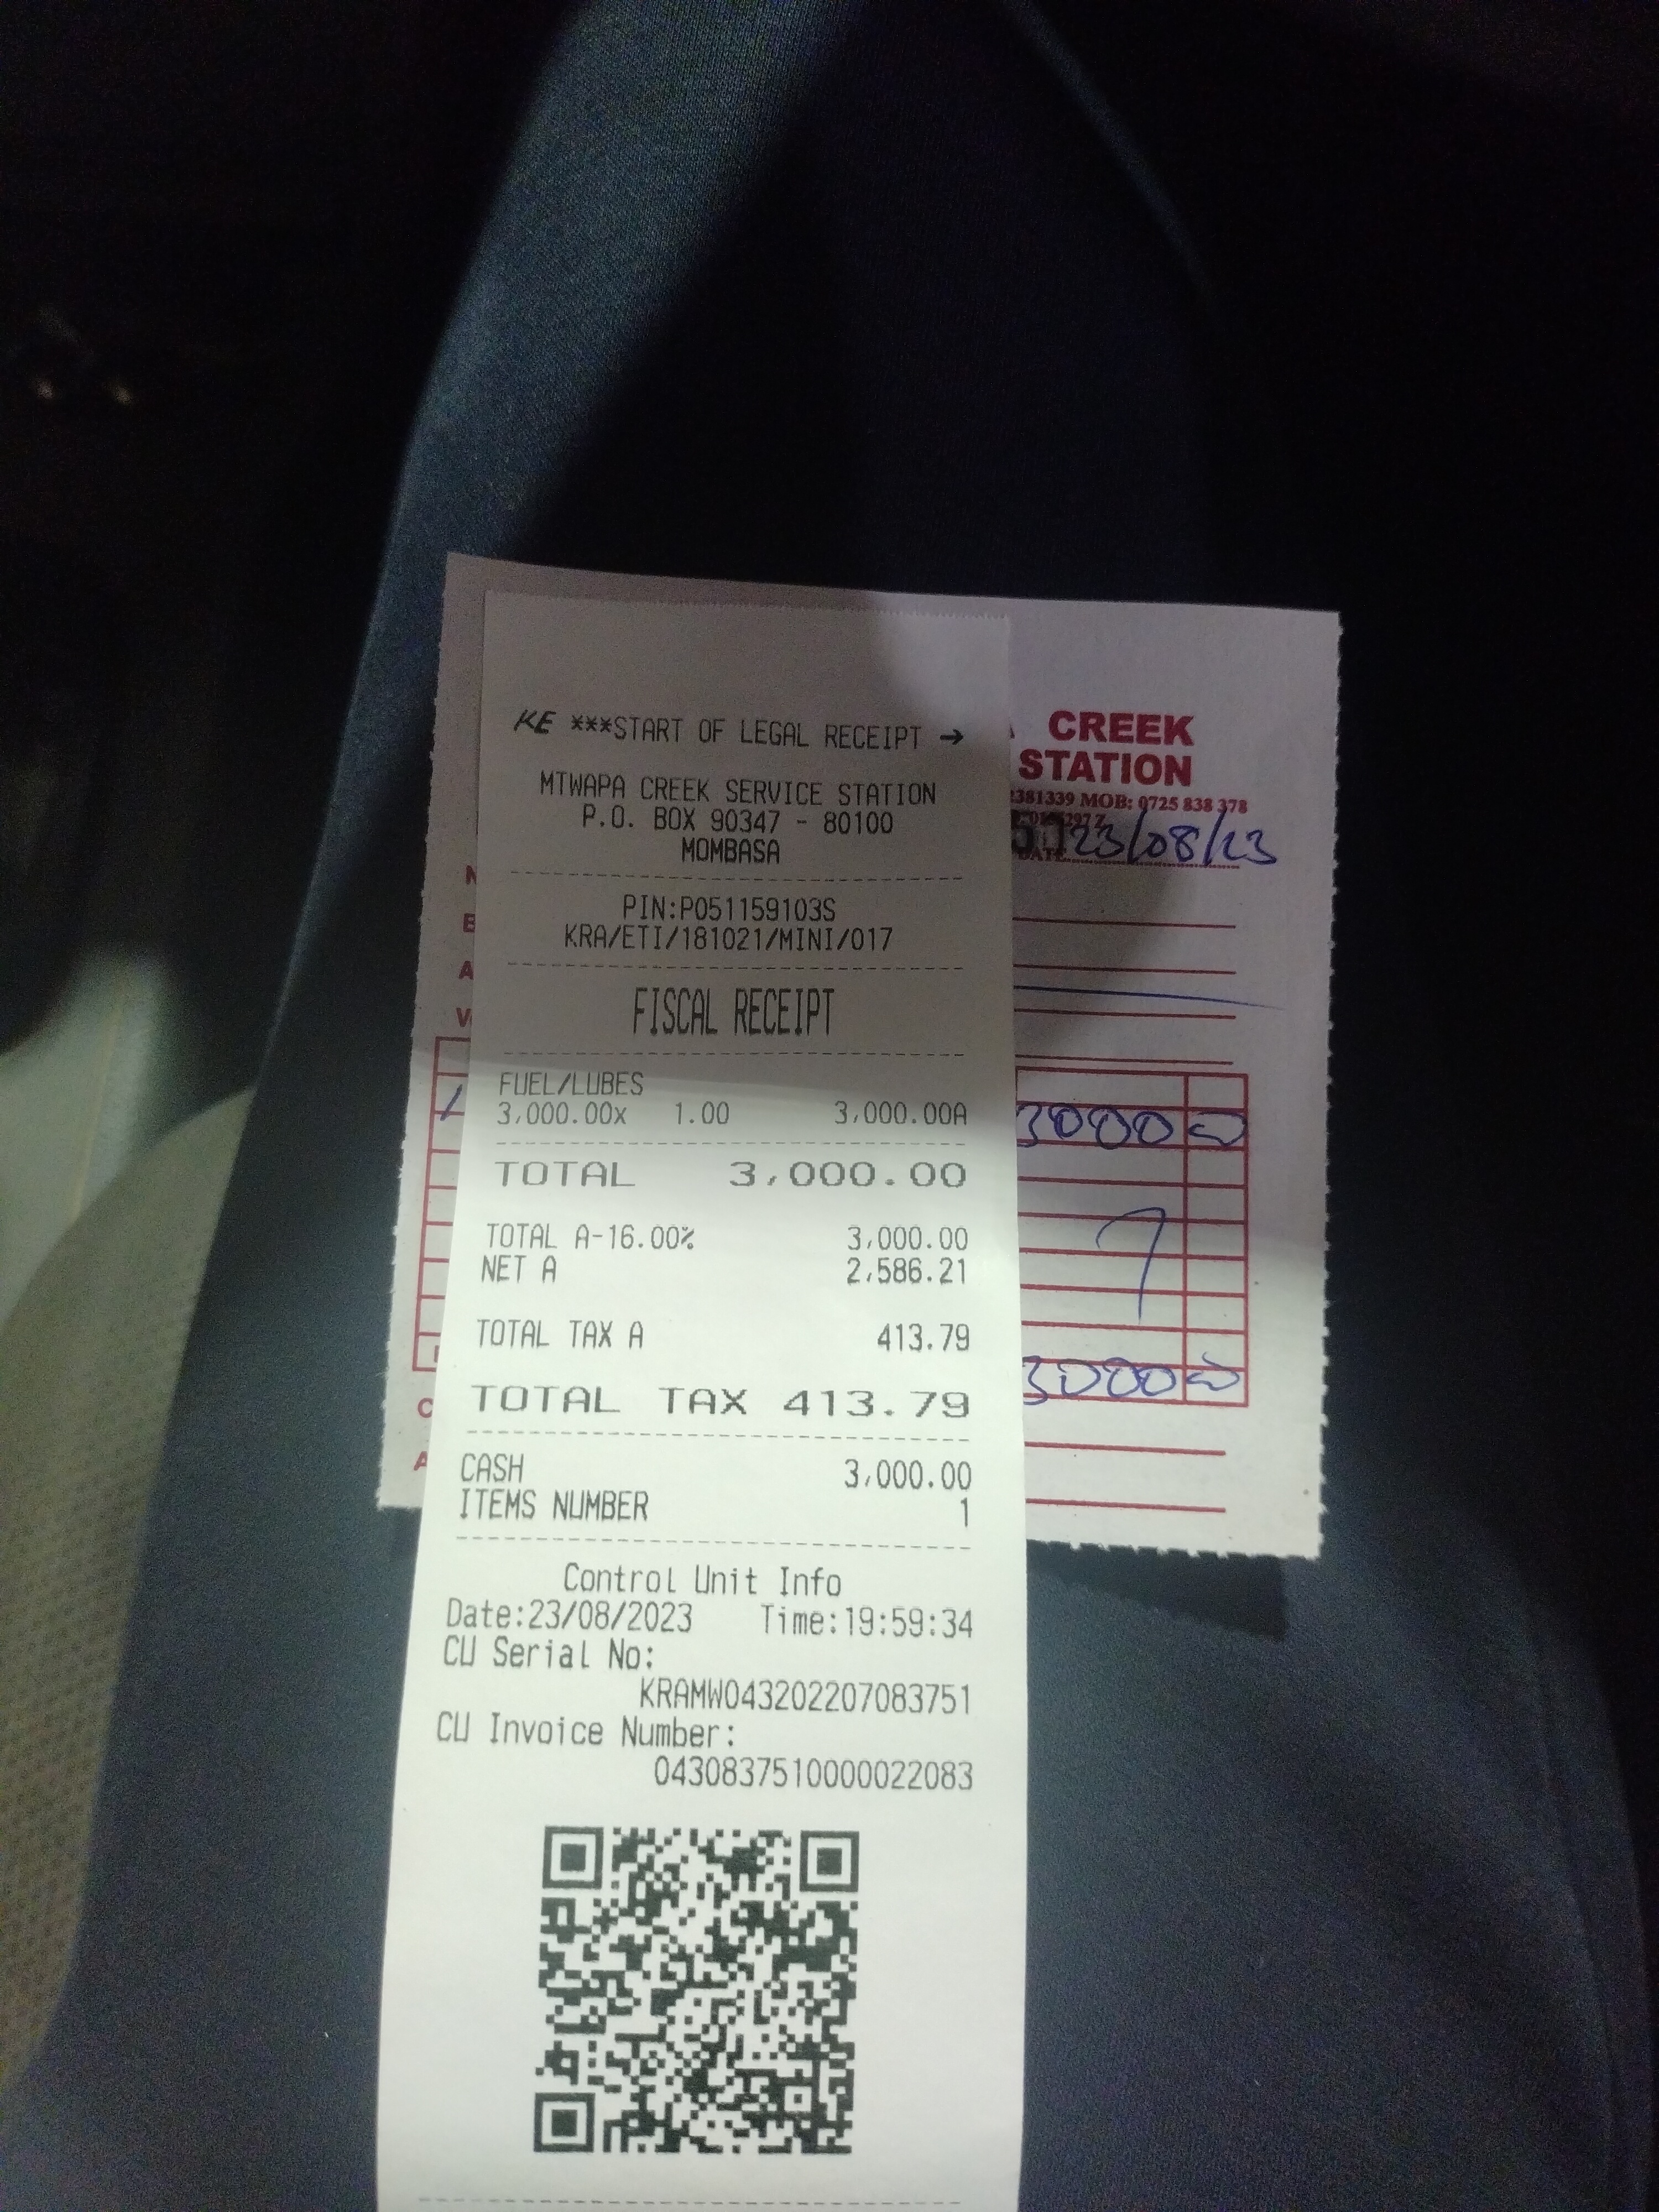 KE ***START OF LEGAL RECEIPT →
MTWAPA CREEK SERVICE STATION
P.O. BOX 90347 - 80100
MOMBASA
PIN:P051159103S
KRA/ETI/181021/MINI/017
FISCAL RECEIPT
FUEL/LUBES
3,000.00x 1.00 3,000.00A
TOTAL 3,000.00
TOTAL A-16.00% 3,000.00
NET A 2,586.21
TOTAL TAX A 413.79
TOTAL TAX 413.79
CASH 3,000.00
ITEMS NUMBER 1
Control Unit Info
Date:23/08/2023 Time:19:59:34
CU Serial No:
KRAMW043202207083751
CU Invoice Number:
0430837510000022083
CREEK
STATION
2381339 MOB: 0725 838 378
DATE 23/08/23
3000
3000